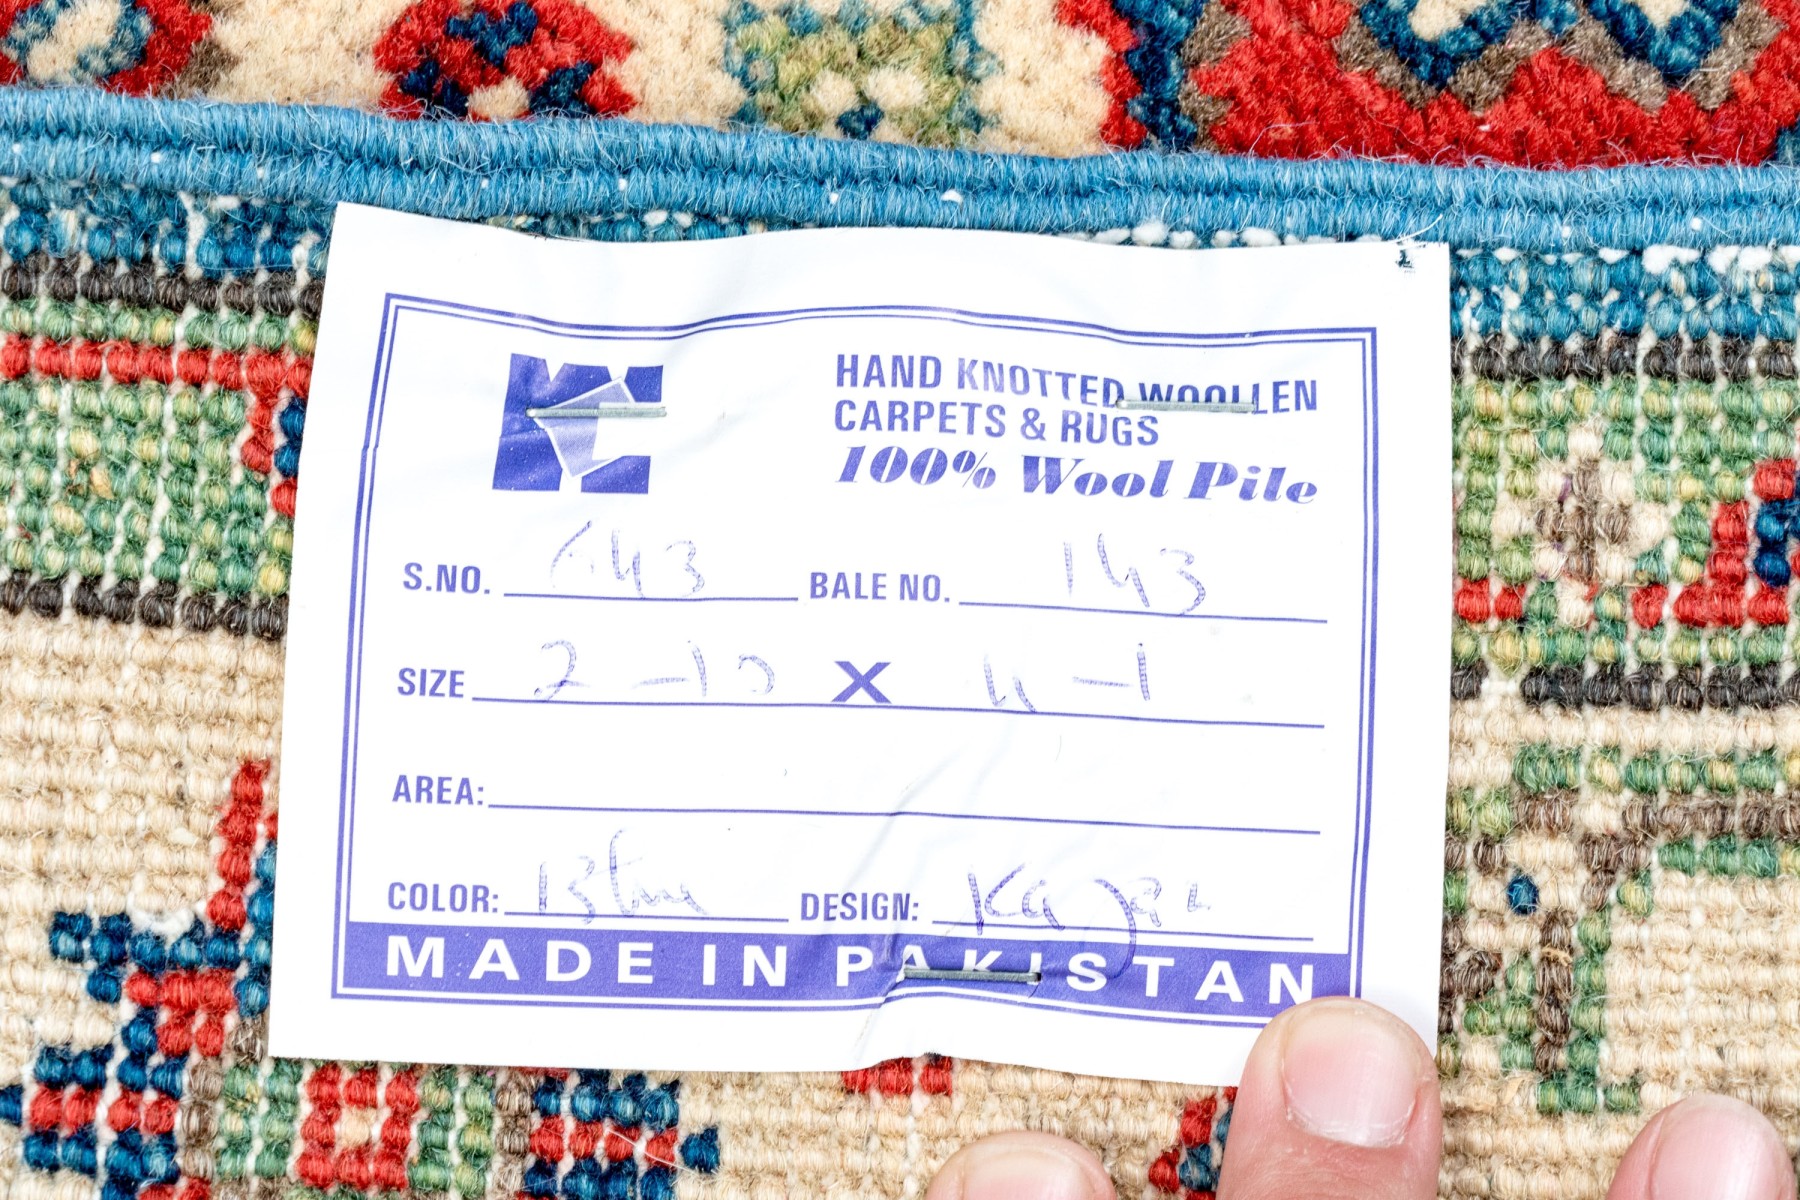 HAND KNOTTED WOOLLEN
CARPETS & RUGS
100% Wool Pile
S.NO. 643 BALE NO. 143
SIZE 2-10 X 4-1
AREA:
COLOR: DESIGN: Kazak
MADE IN PAKISTAN